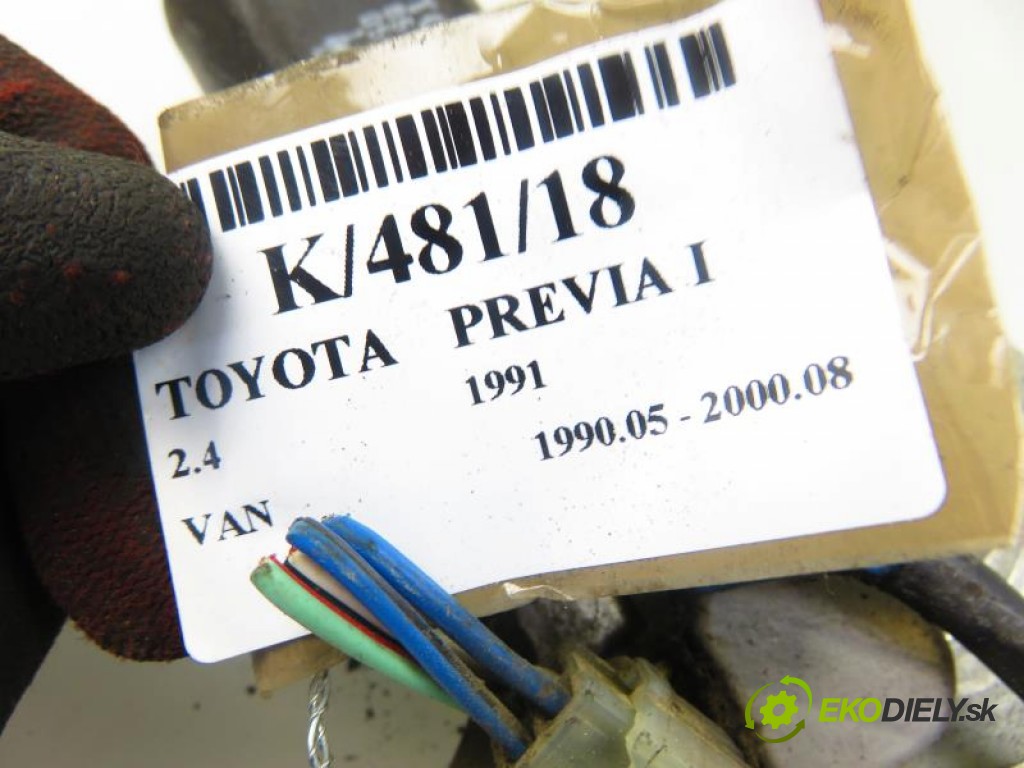 K/481/18
TOYOTA PREVIA I
1991
2.4 1990.05 - 2000.08
VAN
EKODIELY.sk